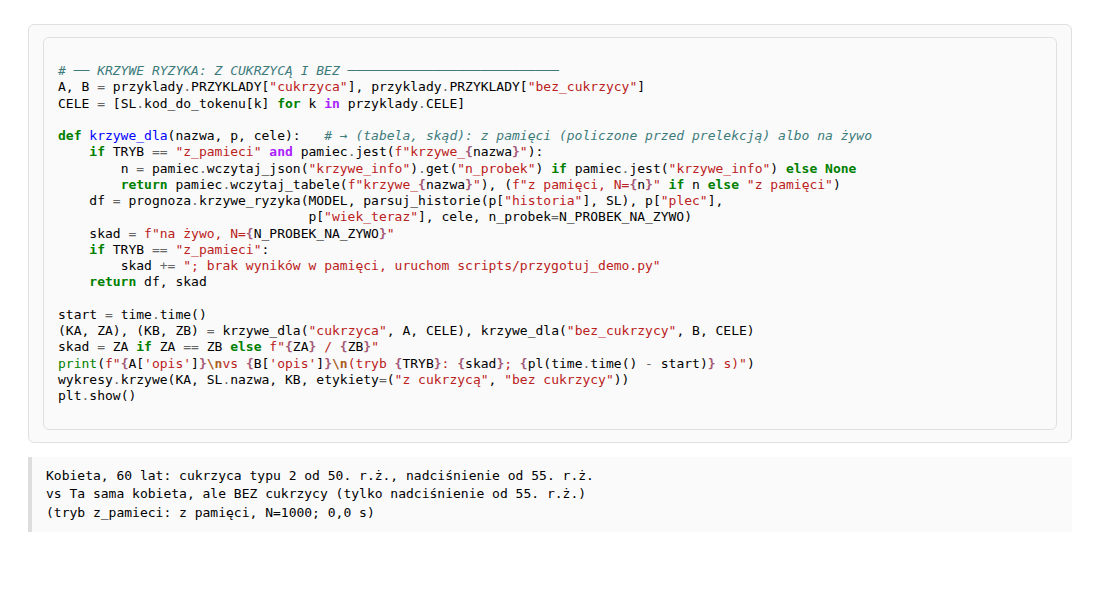 # ── KRZYWE RYZYKA: Z CUKRZYCĄ I BEZ ───────────────────────────
A, B = przyklady.PRZYKLADY["cukrzyca"], przyklady.PRZYKLADY["bez_cukrzycy"]
CELE = [SL.kod_do_tokenu[k] for k in przyklady.CELE]

def krzywe_dla(nazwa, p, cele):   # → (tabela, skąd): z pamięci (policzone przed prelekcją) albo na żywo
    if TRYB == "z_pamieci" and pamiec.jest(f"krzywe_{nazwa}"):
        n = pamiec.wczytaj_json("krzywe_info").get("n_probek") if pamiec.jest("krzywe_info") else None
        return pamiec.wczytaj_tabele(f"krzywe_{nazwa}"), (f"z pamięci, N={n}" if n else "z pamięci")
    df = prognoza.krzywe_ryzyka(MODEL, parsuj_historie(p["historia"], SL), p["plec"],
                                p["wiek_teraz"], cele, n_probek=N_PROBEK_NA_ZYWO)
    skad = f"na żywo, N={N_PROBEK_NA_ZYWO}"
    if TRYB == "z_pamieci":
        skad += "; brak wyników w pamięci, uruchom scripts/przygotuj_demo.py"
    return df, skad

start = time.time()
(KA, ZA), (KB, ZB) = krzywe_dla("cukrzyca", A, CELE), krzywe_dla("bez_cukrzycy", B, CELE)
skad = ZA if ZA == ZB else f"{ZA} / {ZB}"
print(f"{A['opis']}\nvs {B['opis']}\n(tryb {TRYB}: {skad}; {pl(time.time() - start)} s)")
wykresy.krzywe(KA, SL.nazwa, KB, etykiety=("z cukrzycą", "bez cukrzycy"))
plt.show()

Kobieta, 60 lat: cukrzyca typu 2 od 50. r.ż., nadciśnienie od 55. r.ż.
vs Ta sama kobieta, ale BEZ cukrzycy (tylko nadciśnienie od 55. r.ż.)
(tryb z_pamieci: z pamięci, N=1000; 0,0 s)